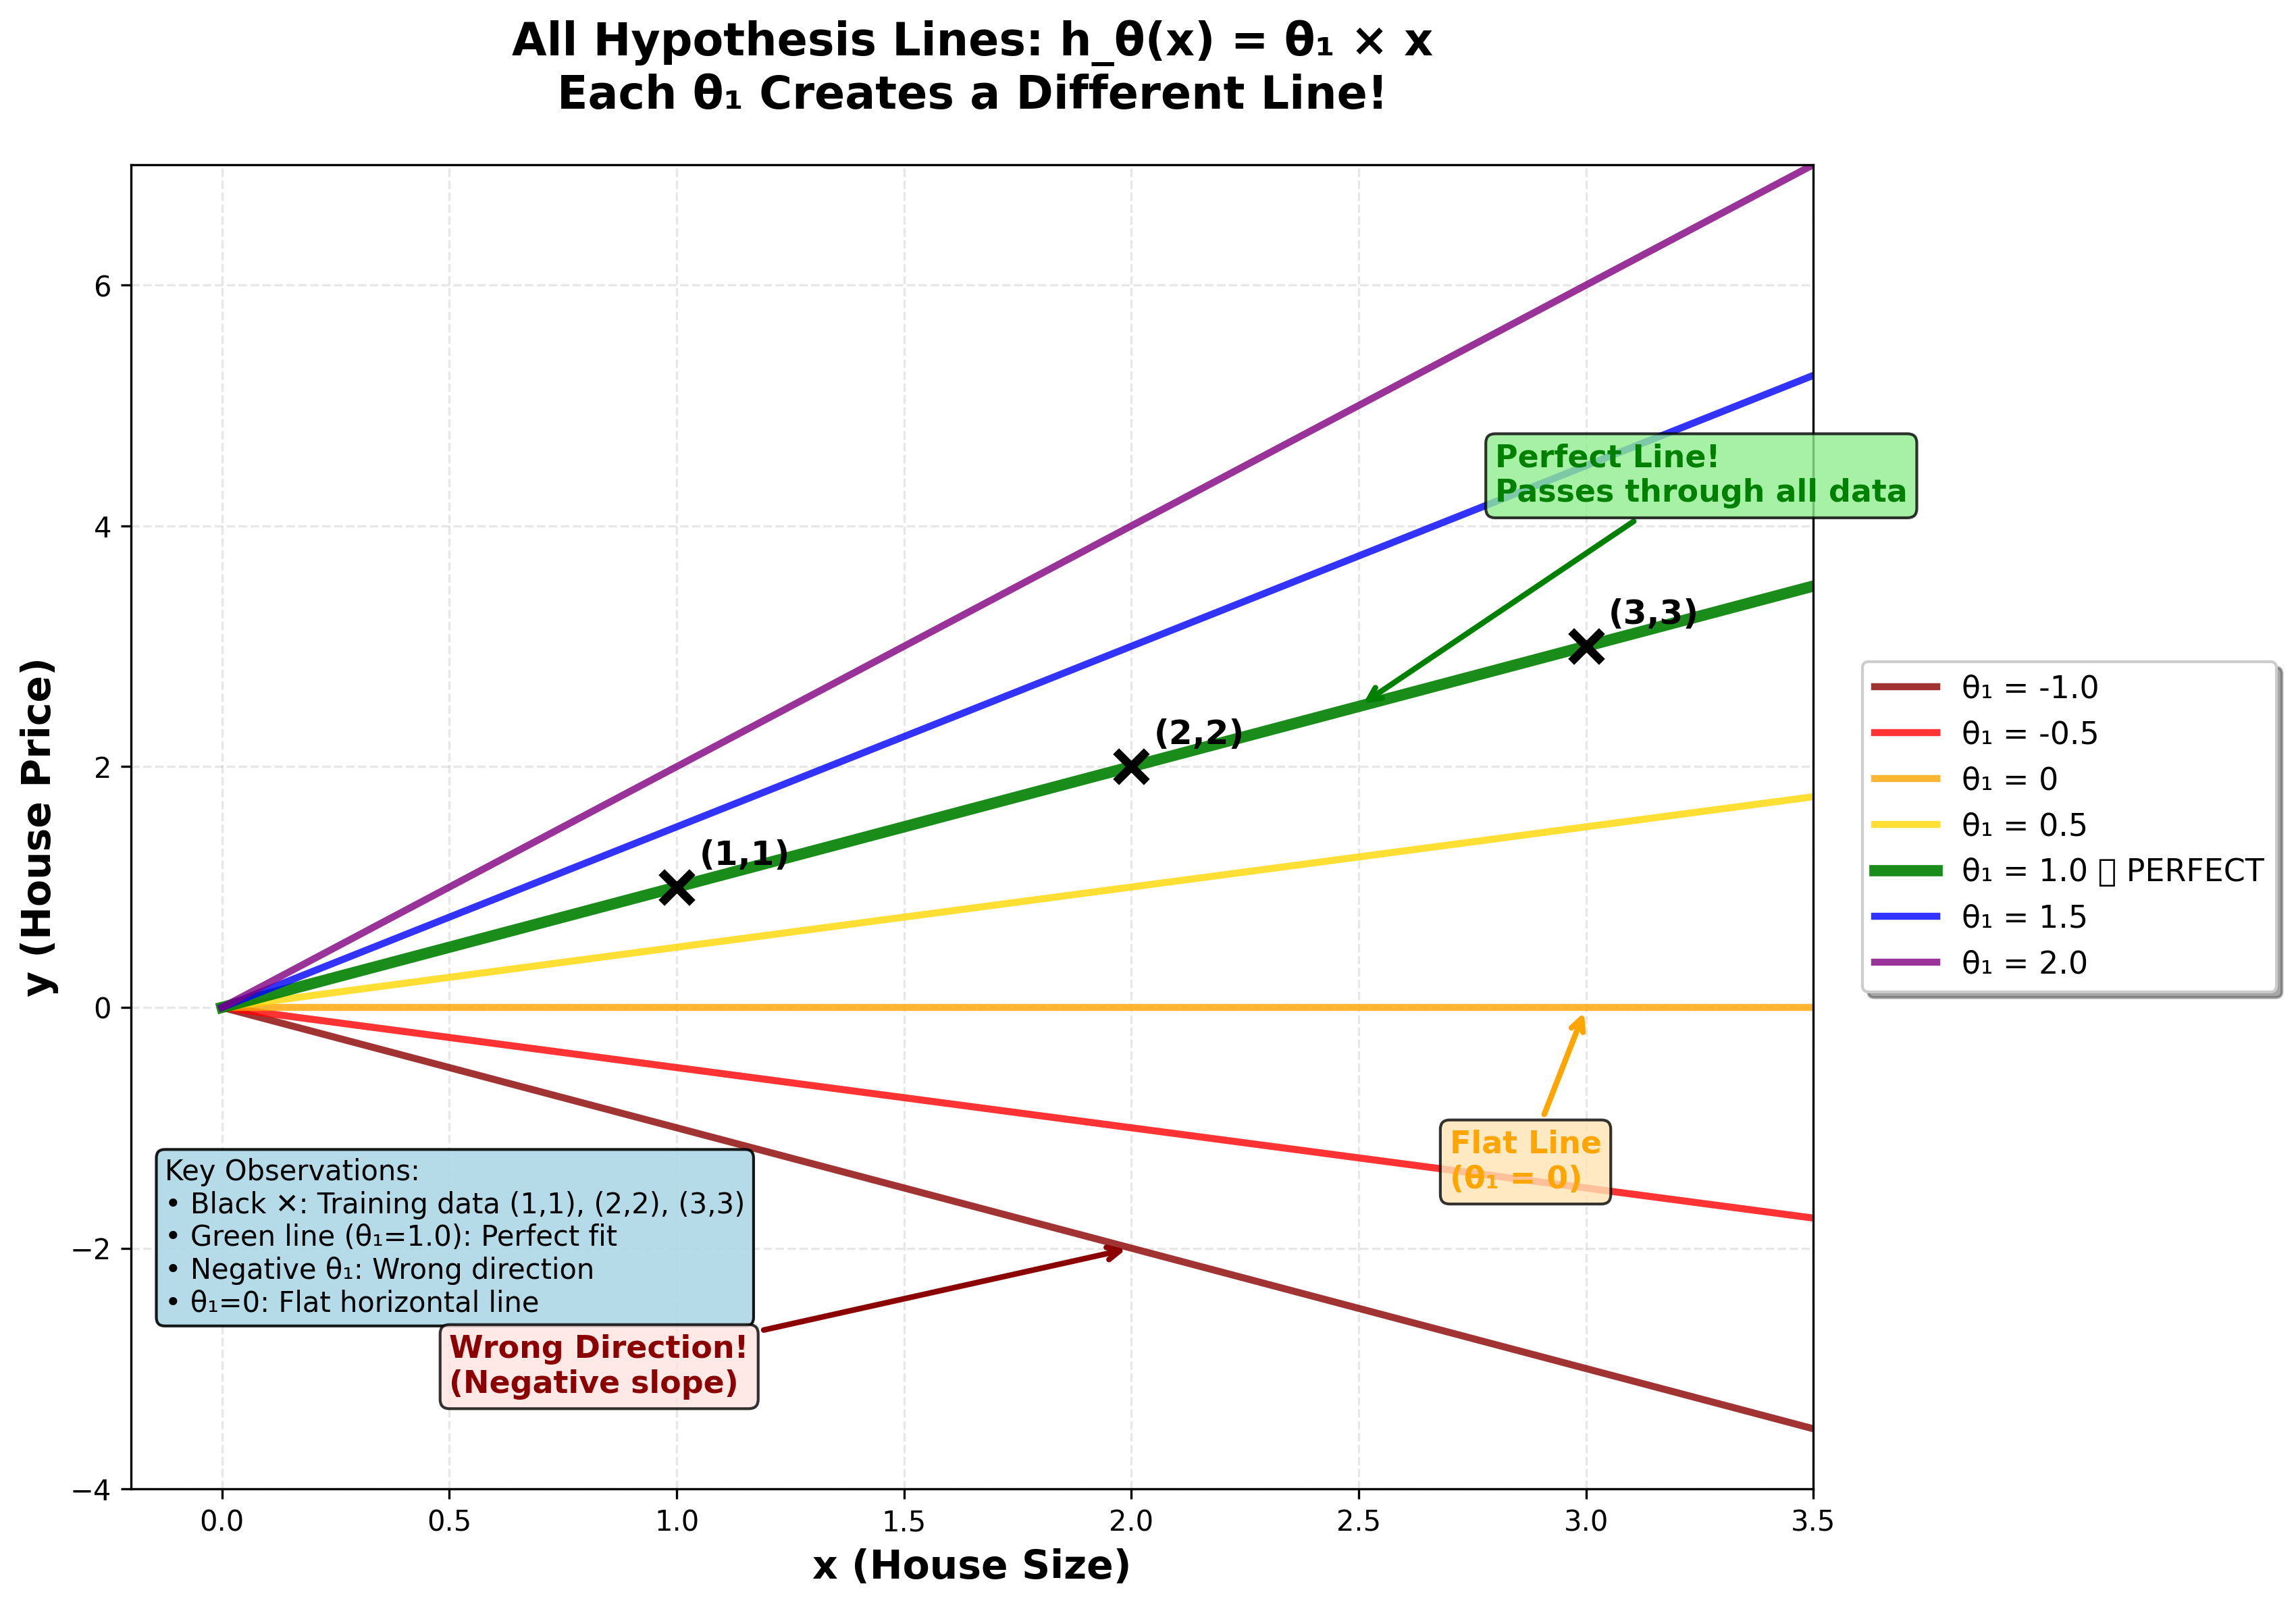 All Hypothesis Lines: h_θ(x) = θ₁ × x
Each θ₁ Creates a Different Line!
y (House Price)
6
4
2
0
−2
−4
Perfect Line!
Passes through all data
(3,3)
(2,2)
(1,1)
Flat Line
(θ₁ = 0)
Key Observations:
• Black ✕: Training data (1,1), (2,2), (3,3)
• Green line (θ₁=1.0): Perfect fit
• Negative θ₁: Wrong direction
• θ₁=0: Flat horizontal line
Wrong Direction!
(Negative slope)
0.0 0.5 1.0 1.5 2.0 2.5 3.0 3.5
x (House Size)
θ₁ = -1.0
θ₁ = -0.5
θ₁ = 0
θ₁ = 0.5
θ₁ = 1.0 ▯ PERFECT
θ₁ = 1.5
θ₁ = 2.0